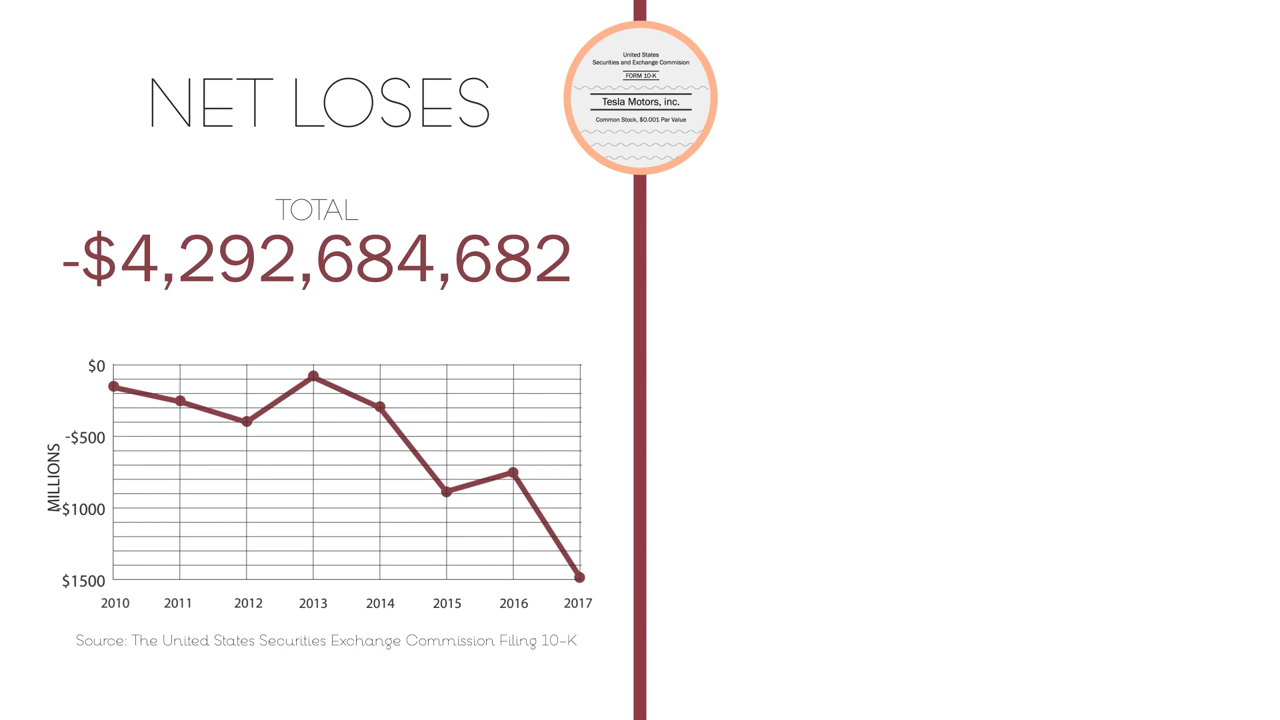 NET LOSES
TOTAL
-$4,292,684,682
$0
-$500
-$1000
$1500
MILLIONS
2010 2011 2012 2013 2014 2015 2016 2017
Source: The United States Securities Exchange Commission Filing 10-K
United States
Securities and Exchange Commision
FORM 10-K
Tesla Motors, inc.
Common Stock, $0.001 Par Value